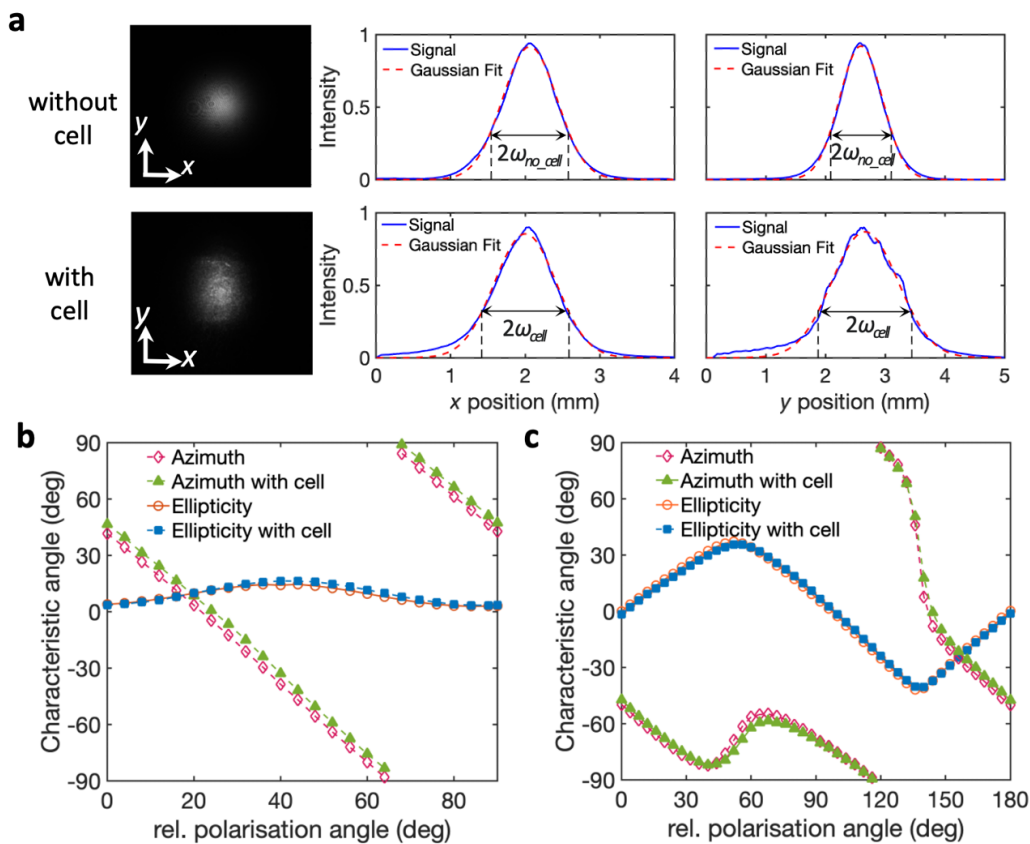 a
without
cell
y
x
Intensity
1
0.5
0
Signal
Gaussian Fit
2ωno_cell
Signal
Gaussian Fit
2ωno_cell
with
cell
y
x
Intensity
1
0.5
0
Signal
Gaussian Fit
2ωcell
0 1 2 3 4
x position (mm)
Signal
Gaussian Fit
2ωcell
0 1 2 3 4 5
y position (mm)
b
Characteristic angle (deg)
90
60
30
0
-30
-60
-90
Azimuth
Azimuth with cell
Ellipticity
Ellipticity with cell
0 20 40 60 80
rel. polarisation angle (deg)
c
Characteristic angle (deg)
90
60
30
0
-30
-60
-90
Azimuth
Azimuth with cell
Ellipticity
Ellipticity with cell
0 30 60 90 120 150 180
rel. polarisation angle (deg)